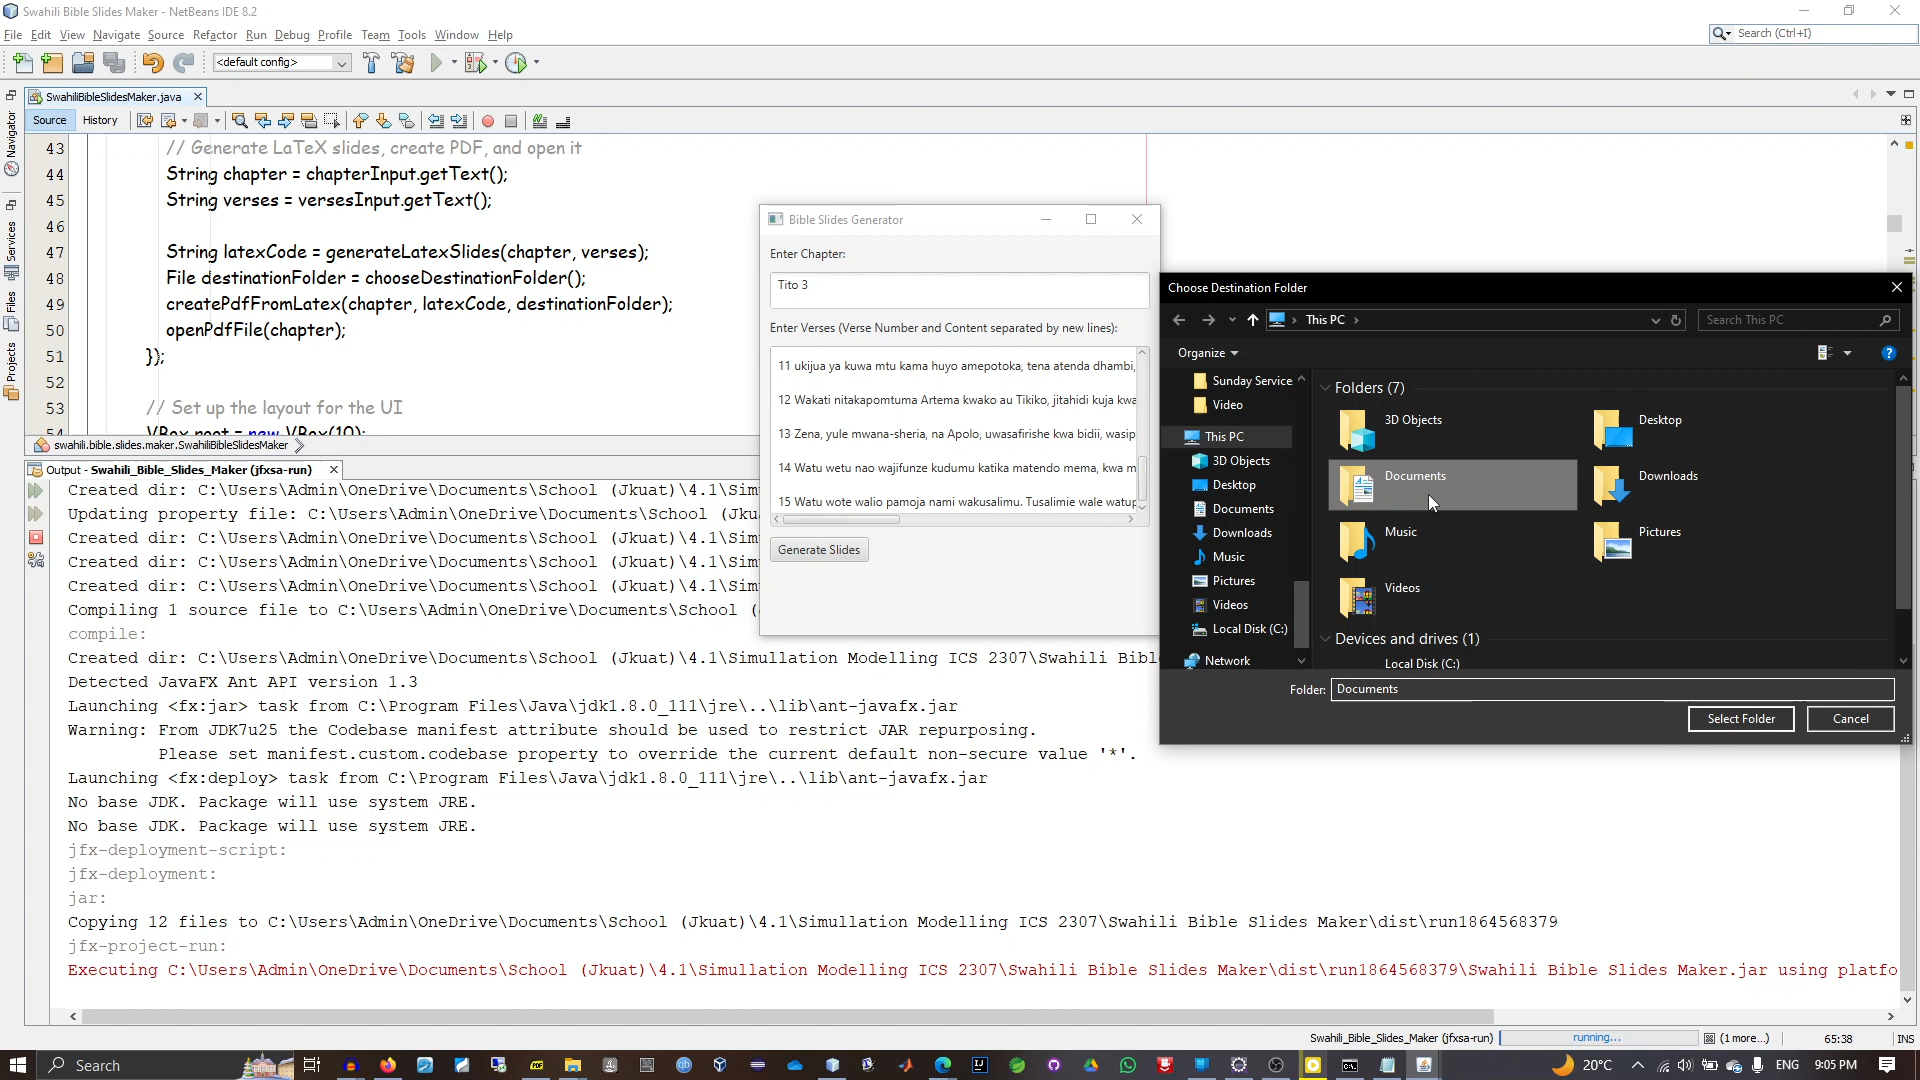 Swahili Bible Slides Maker - NetBeans IDE 8.2
File Edit View Navigate Source Refactor Run Debug Profile Team Tools Window Help
Search (Ctrl+I)
<default config>
SwahiliBibleSlidesMaker.java
Source History
Navigator
Services
Files
Projects
43 // Generate LaTeX slides, create PDF, and open it
44 String chapter = chapterInput.getText();
45 String verses = versesInput.getText();
46
47 String latexCode = generateLatexSlides(chapter, verses);
48 File destinationFolder = chooseDestinationFolder();
49 createPdfFromLatex(chapter, latexCode, destinationFolder);
50 openPdfFile(chapter);
51 });
52
53 // Set up the layout for the UI
54 VBox root = new VBox(10);
swahili.bible.slides.maker.SwahiliBibleSlidesMaker
Output - Swahili_Bible_Slides_Maker (jfxsa-run)
Created dir: C:\Users\Admin\OneDrive\Documents\School (Jkuat)\4.1\Sim
Updating property file: C:\Users\Admin\OneDrive\Documents\School (Jku
Created dir: C:\Users\Admin\OneDrive\Documents\School (Jkuat)\4.1\Sim
Created dir: C:\Users\Admin\OneDrive\Documents\School (Jkuat)\4.1\Sim
Created dir: C:\Users\Admin\OneDrive\Documents\School (Jkuat)\4.1\Sim
Compiling 1 source file to C:\Users\Admin\OneDrive\Documents\School (
compile:
Created dir: C:\Users\Admin\OneDrive\Documents\School (Jkuat)\4.1\Simullation Modelling ICS 2307\Swahili Bibl
Detected JavaFX Ant API version 1.3
Launching <fx:jar> task from C:\Program Files\Java\jdk1.8.0_111\jre\..\lib\ant-javafx.jar
Warning: From JDK7u25 the Codebase manifest attribute should be used to restrict JAR repurposing.
Please set manifest.custom.codebase property to override the current default non-secure value '*'.
Launching <fx:deploy> task from C:\Program Files\Java\jdk1.8.0_111\jre\..\lib\ant-javafx.jar
No base JDK. Package will use system JRE.
No base JDK. Package will use system JRE.
jfx-deployment-script:
jfx-deployment:
jar:
Copying 12 files to C:\Users\Admin\OneDrive\Documents\School (Jkuat)\4.1\Simullation Modelling ICS 2307\Swahili Bible Slides Maker\dist\run1864568379
jfx-project-run:
Executing C:\Users\Admin\OneDrive\Documents\School (Jkuat)\4.1\Simullation Modelling ICS 2307\Swahili Bible Slides Maker\dist\run1864568379\Swahili Bible Slides Maker.jar using platfo
Bible Slides Generator
Enter Chapter:
Tito 3
Enter Verses (Verse Number and Content separated by new lines):
11 ukijua ya kuwa mtu kama huyo amepotoka, tena atenda dhambi,
12 Wakati nitakapomtuma Artema kwako au Tikiko, jitahidi kuja kwa
13 Zena, yule mwana-sheria, na Apolo, uwasafirishe kwa bidii, wasip
14 Watu wetu nao wajifunze kudumu katika matendo mema, kwa m
15 Watu wote walio pamoja nami wakusalimu. Tusalimie wale watup
Generate Slides
Choose Destination Folder
This PC
Search This PC
Organize
Sunday Service
Video
This PC
3D Objects
Desktop
Documents
Downloads
Music
Pictures
Videos
Local Disk (C:)
Network
Folders (7)
3D Objects
Desktop
Documents
Downloads
Music
Pictures
Videos
Devices and drives (1)
Local Disk (C:)
Folder: Documents
Select Folder Cancel
Swahili_Bible_Slides_Maker (jfxsa-run) running... (1 more...) 65:38 INS
Search
20°C ENG 9:05 PM